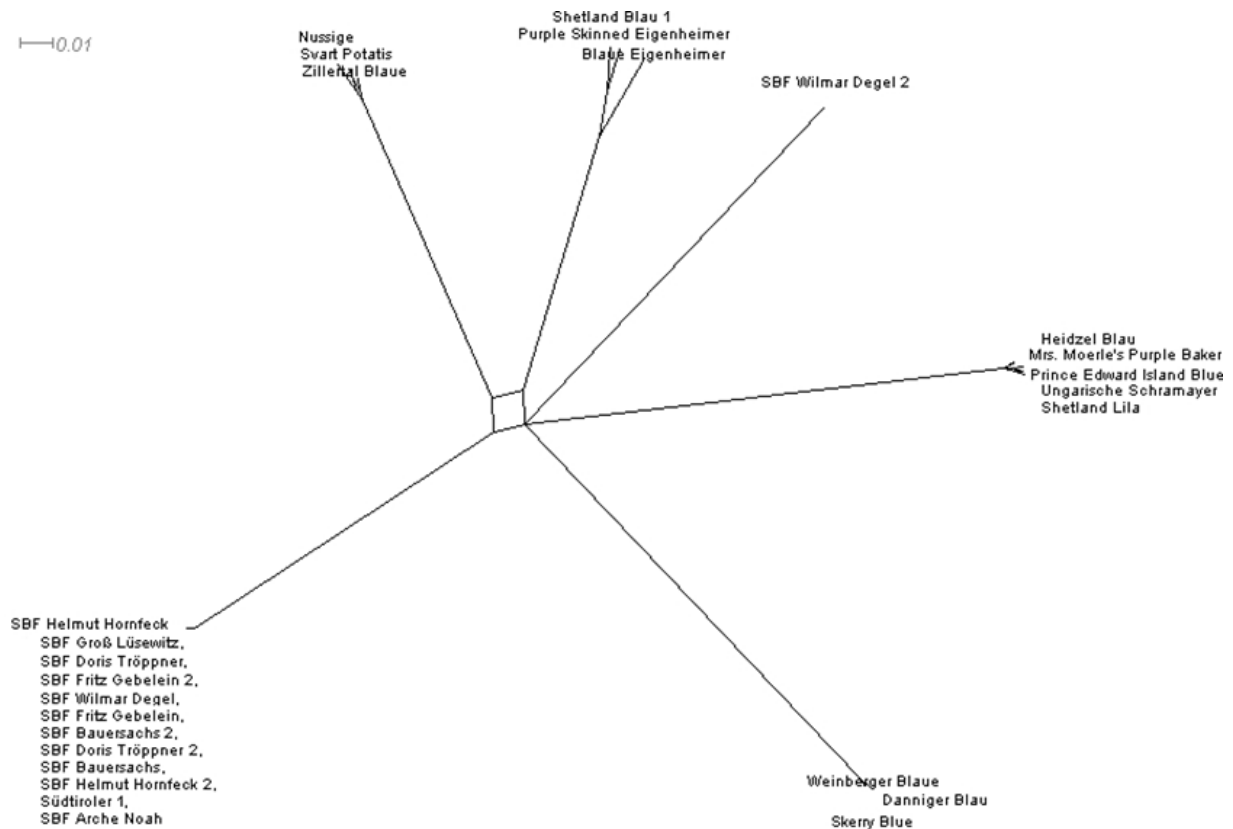 0.01
Nussige
Svart Potatis
Zillertal Blaue
Shetland Blau 1
Purple Skinned Eigenheimer
Blaue Eigenheimer
SBF Wilmar Degel 2
Heidzel Blau
Mrs. Moerle's Purple Baker
Prince Edward Island Blue
Ungarische Schramayer
Shetland Lila
SBF Helmut Hornfeck
SBF Groß Lüsewitz,
SBF Doris Tröppner,
SBF Fritz Gebelein 2,
SBF Wilmar Degel,
SBF Fritz Gebelein,
SBF Bauersachs 2,
SBF Doris Tröppner 2,
SBF Bauersachs,
SBF Helmut Hornfeck 2,
Südtiroler 1,
SBF Arche Noah
Weinberger Blaue
Danniger Blau
Skerry Blue